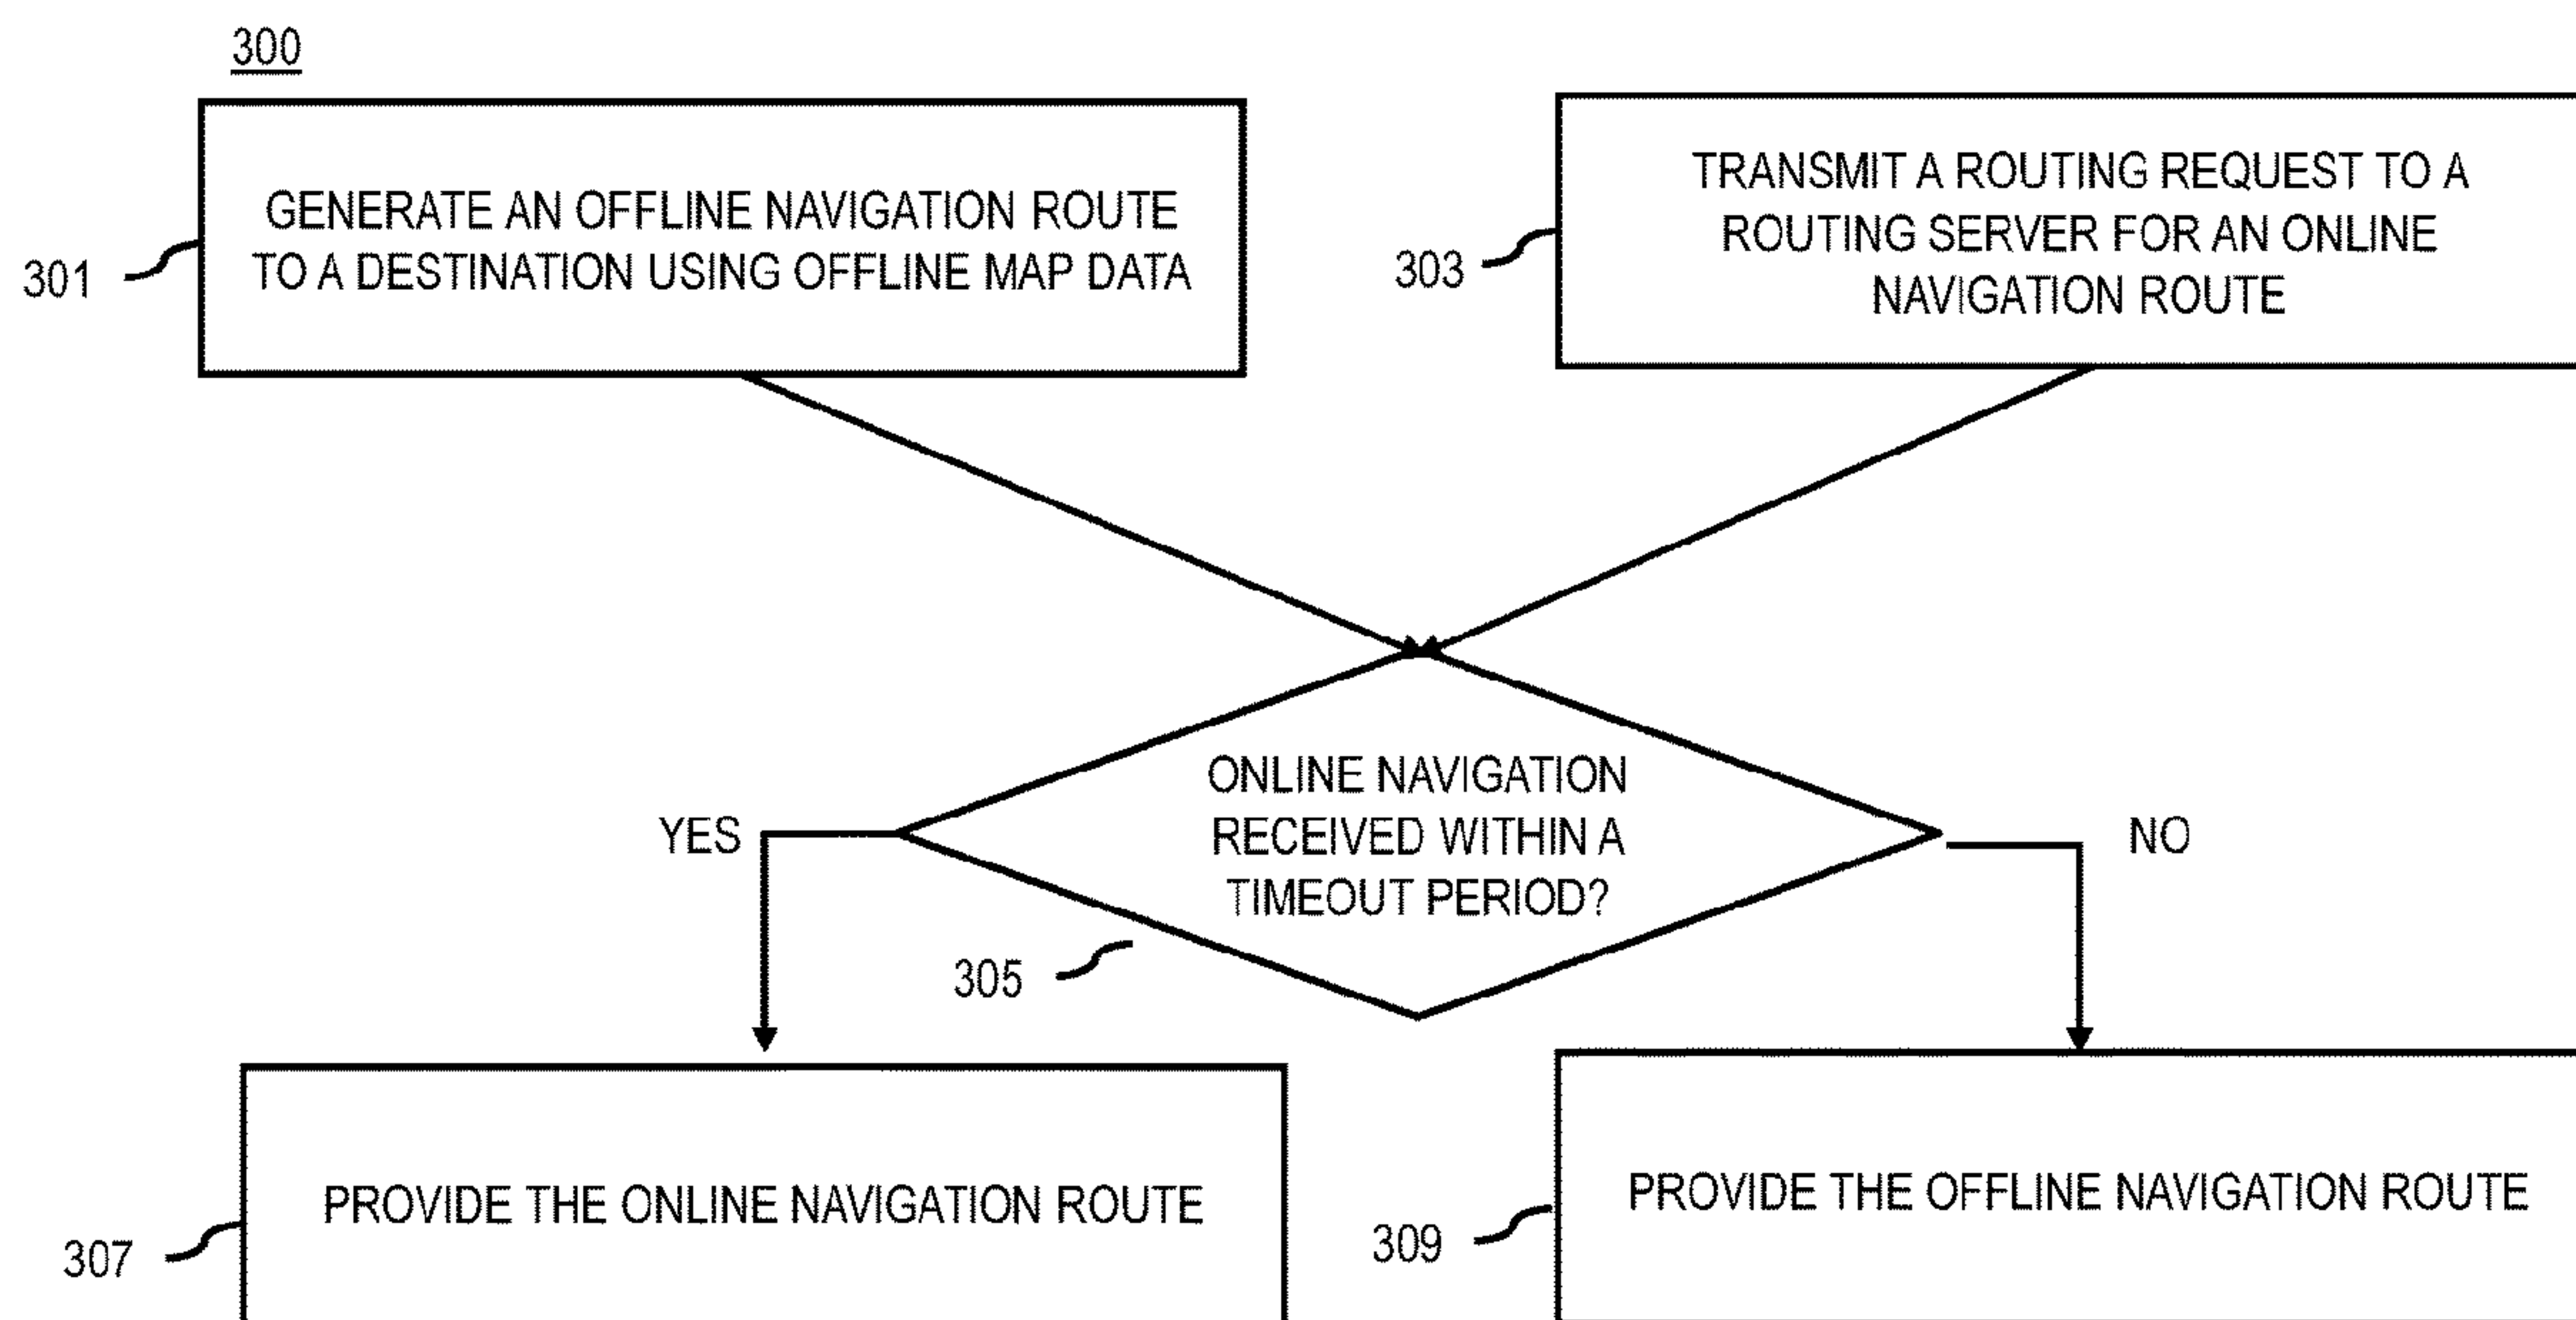 300
GENERATE AN OFFLINE NAVIGATION ROUTE
TO A DESTINATION USING OFFLINE MAP DATA
301
TRANSMIT A ROUTING REQUEST TO A
ROUTING SERVER FOR AN ONLINE
NAVIGATION ROUTE
303
ONLINE NAVIGATION
RECEIVED WITHIN A
TIMEOUT PERIOD?
YES
NO
305
PROVIDE THE ONLINE NAVIGATION ROUTE
307
PROVIDE THE OFFLINE NAVIGATION ROUTE
309